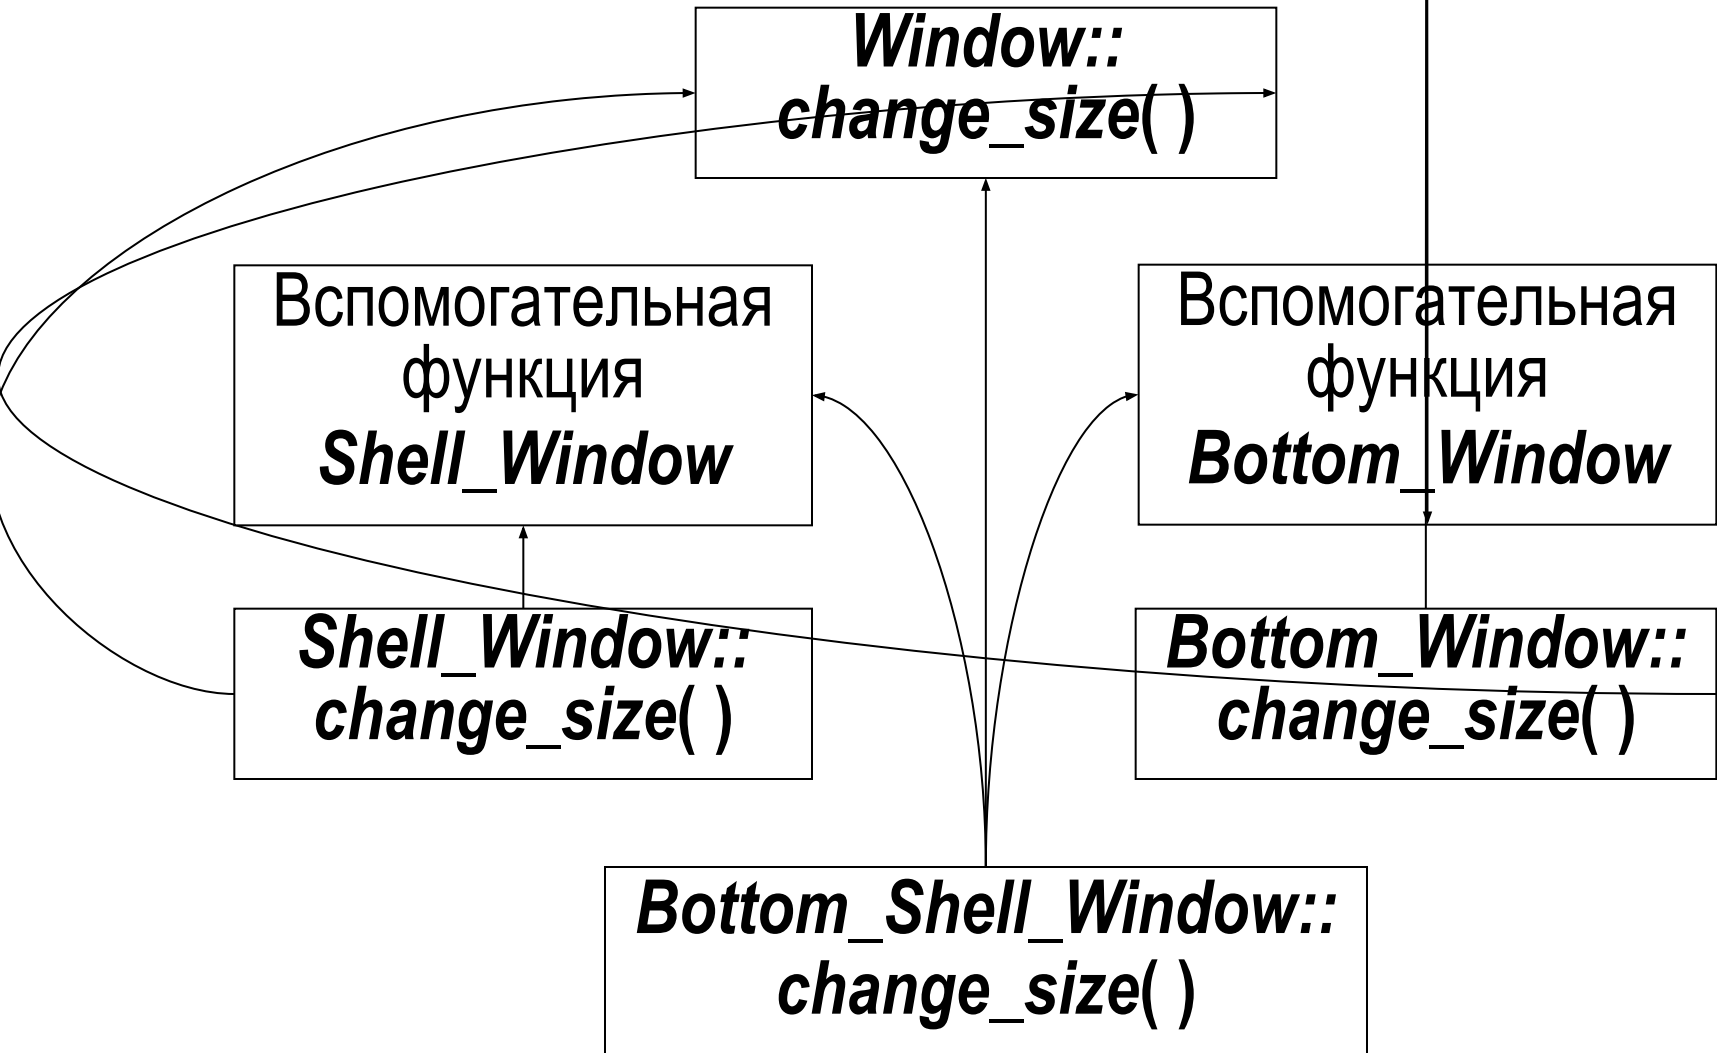 Window::
change_size( )
Вспомогательная
функция
Shell_Window
Вспомогательная
функция
Bottom_Window
Shell_Window::
change_size( )
Bottom_Window::
change_size( )
Bottom_Shell_Window::
change_size( )